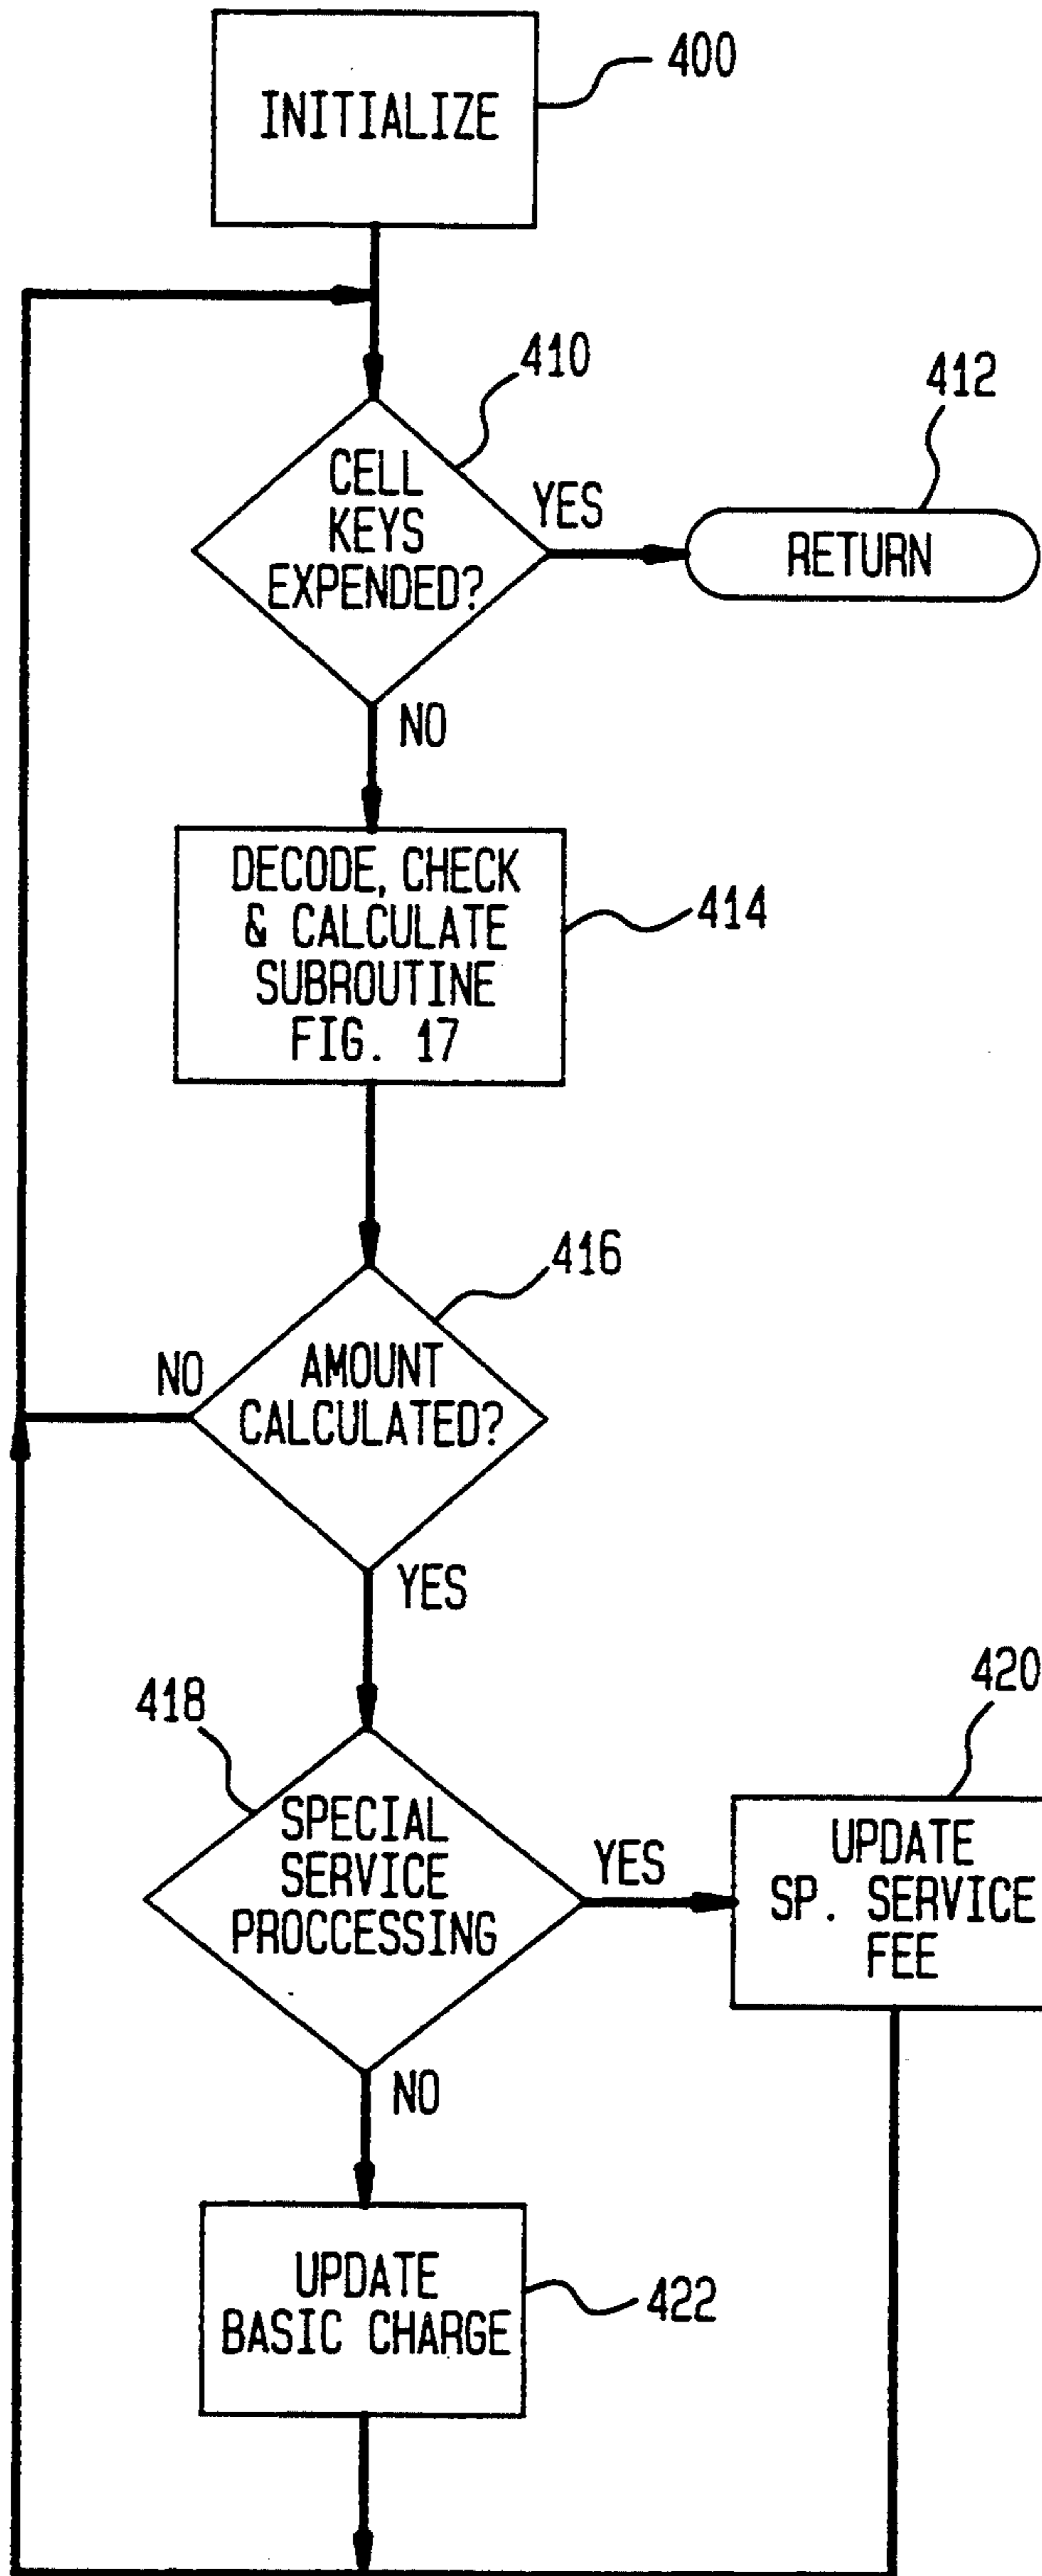 INITIALIZE
400
410
CELL
KEYS
EXPENDED?
YES
412
RETURN
NO
DECODE, CHECK
& CALCULATE
SUBROUTINE
FIG. 17
414
416
AMOUNT
CALCULATED?
NO
YES
418
SPECIAL
SERVICE
PROCCESSING
YES
420
UPDATE
SP. SERVICE
FEE
NO
UPDATE
BASIC CHARGE
422